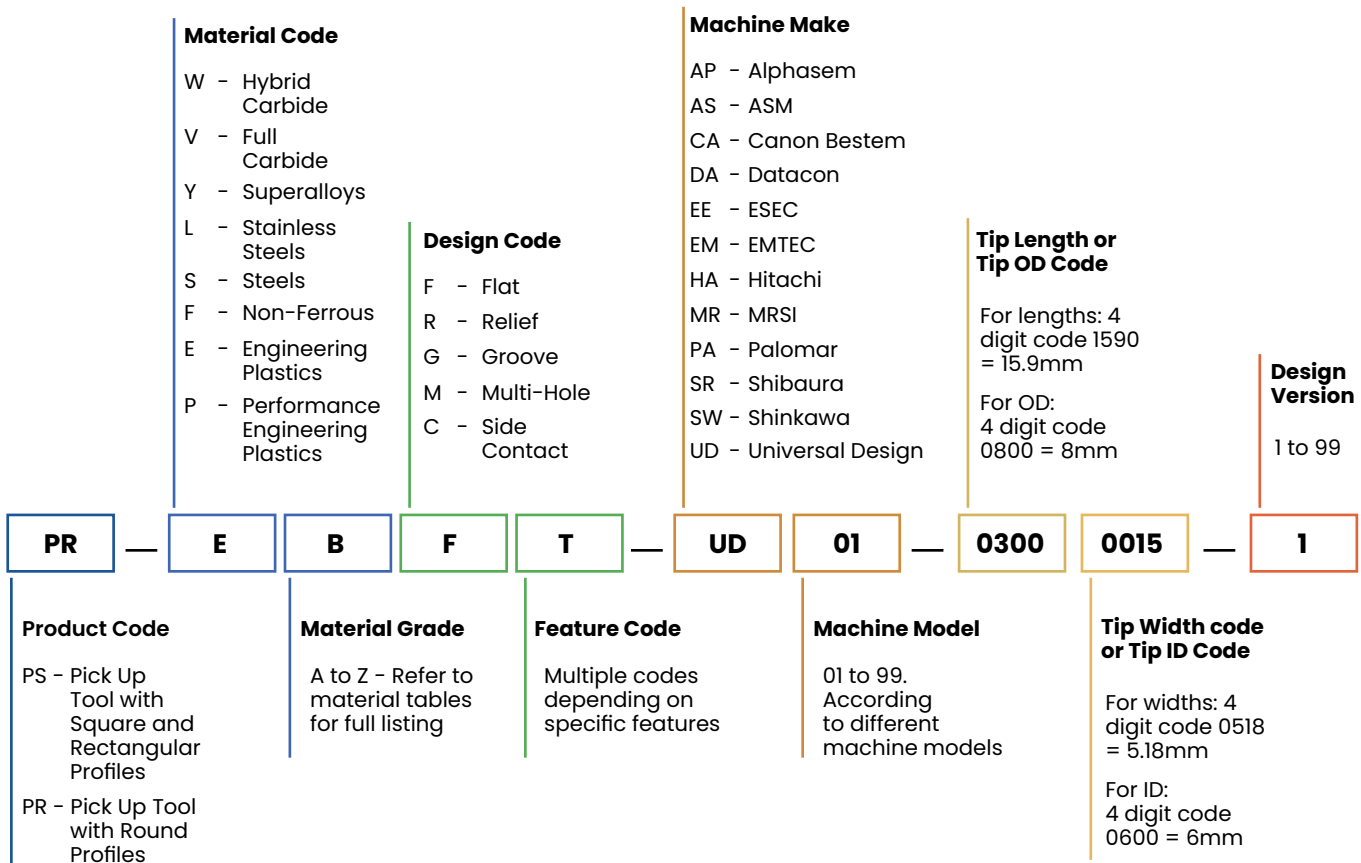 Material Code
W - Hybrid
Carbide
V - Full
Carbide
Y - Superalloys
L - Stainless
Steels
S - Steels
F - Non-Ferrous
E - Engineering
Plastics
P - Performance
Engineering
Plastics
Design Code
F - Flat
R - Relief
G - Groove
M - Multi-Hole
C - Side
Contact
Machine Make
AP - Alphasem
AS - ASM
CA - Canon Bestem
DA - Datacon
EE - ESEC
EM - EMTEC
HA - Hitachi
MR - MRSI
PA - Palomar
SR - Shibaura
SW - Shinkawa
UD - Universal Design
Tip Length or
Tip OD Code
For lengths: 4
digit code 1590
= 15.9mm
For OD:
4 digit code
0800 = 8mm
Design
Version
1 to 99
PR — E B F T — UD 01 — 0300 0015 — 1
Product Code
PS - Pick Up
Tool with
Square and
Rectangular
Profiles
PR - Pick Up Tool
with Round
Profiles
Material Grade
A to Z - Refer to
material tables
for full listing
Feature Code
Multiple codes
depending on
specific features
Machine Model
01 to 99.
According
to different
machine models
Tip Width code
or Tip ID Code
For widths: 4
digit code 0518
= 5.18mm
For ID:
4 digit code
0600 = 6mm